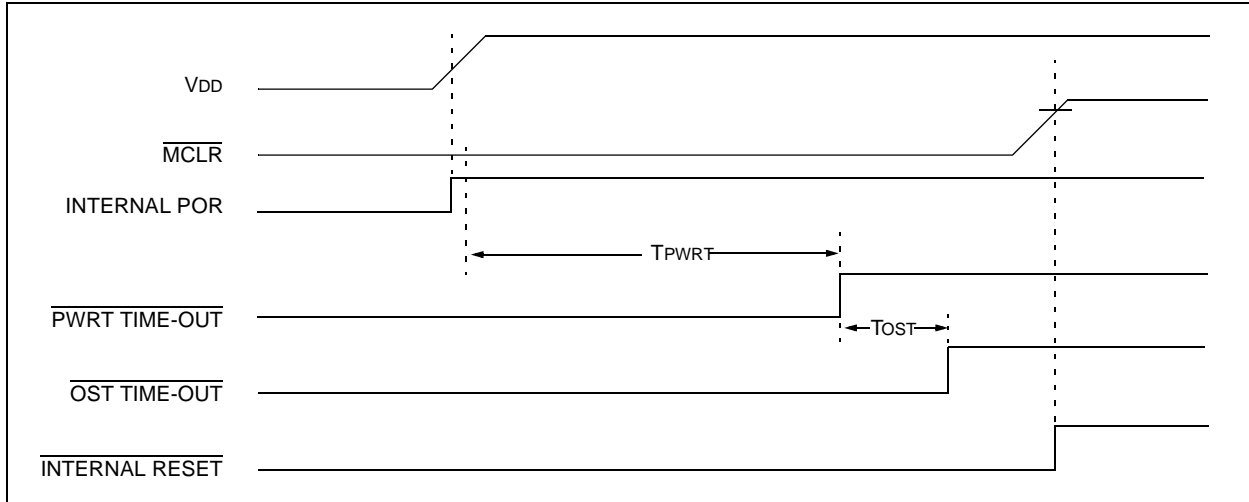 VDD
MCLR
INTERNAL POR
TPWRT
PWRT TIME-OUT
TOST
OST TIME-OUT
INTERNAL RESET